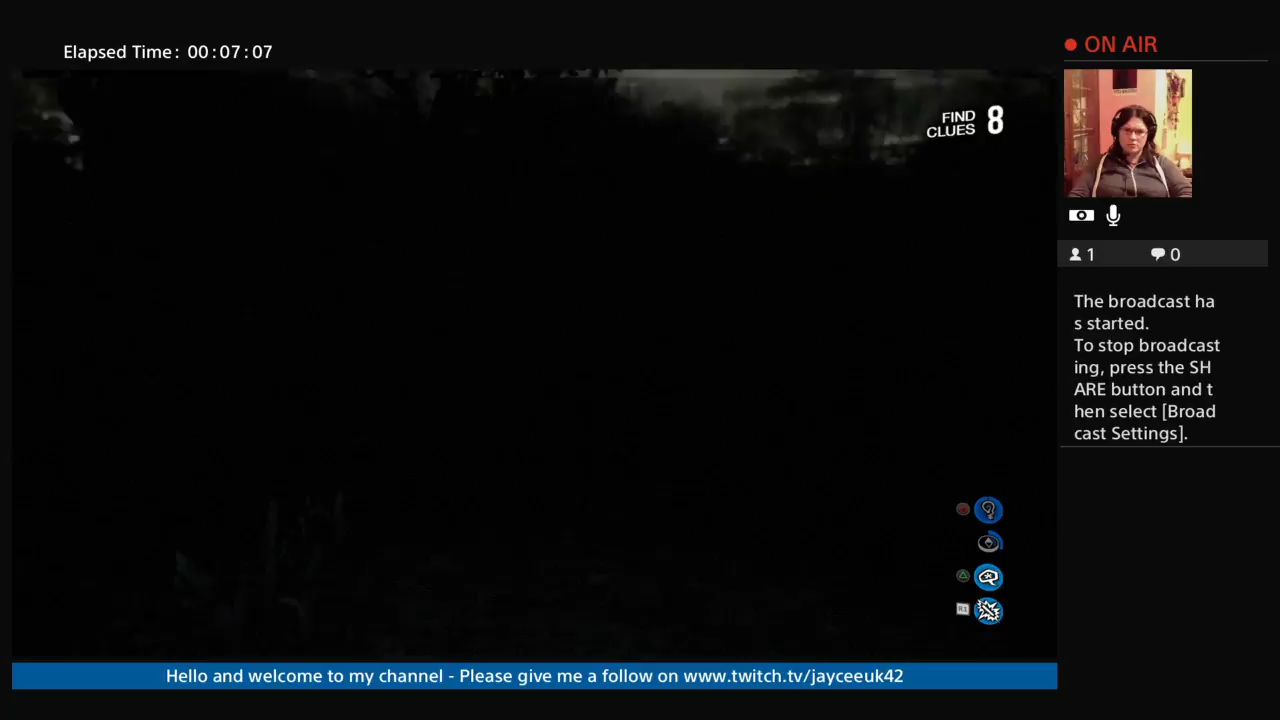 Elapsed Time: 00:07:07
ON AIR
FIND
CLUES 8
1 0
The broadcast ha
s started.
To stop broadcast
ing, press the SH
ARE button and t
hen select [Broad
cast Settings].
R1
Hello and welcome to my channel - Please give me a follow on www.twitch.tv/jayceeuk42